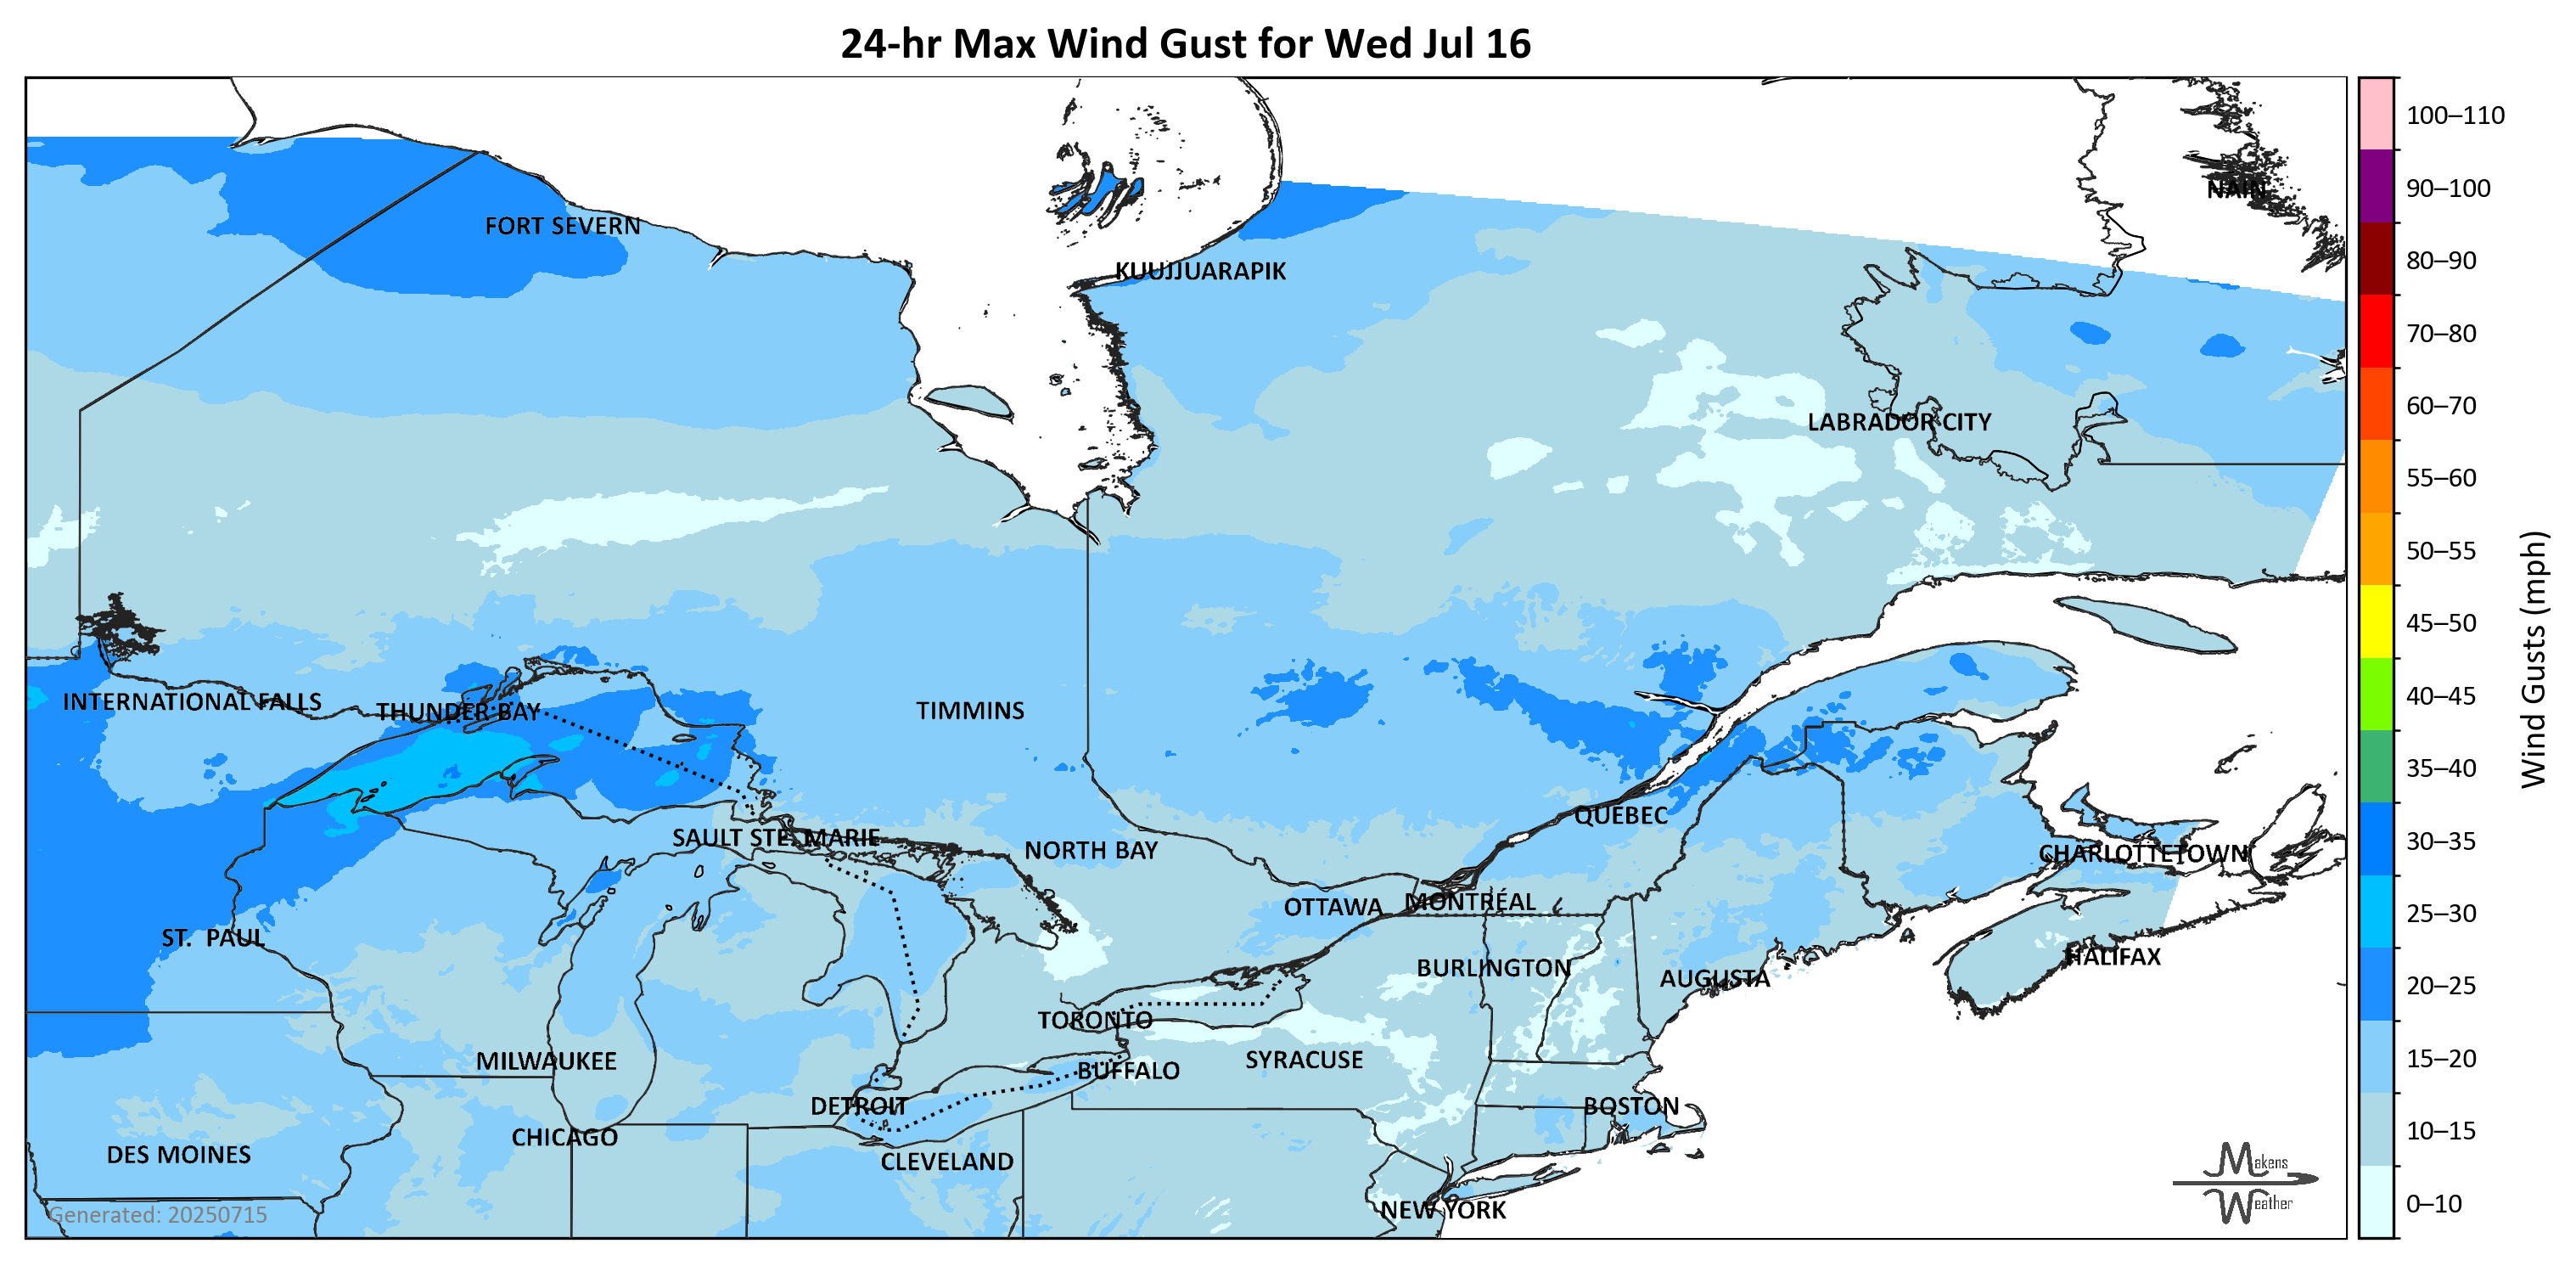 24-hr Max Wind Gust for Wed Jul 16
100–110
90–100
NAIN
FORT SEVERN
80–90
KUUJJUARAPIK
70–80
60–70
LABRADOR CITY
55–60
50–55
45–50
40–45
Wind Gusts (mph)
INTERNATIONAL FALLS
THUNDER BAY
TIMMINS
35–40
QUEBEC
30–35
SAULT STE. MARIE
NORTH BAY
CHARLOTTETOWN
OTTAWA
MONTRÉAL
25–30
ST. PAUL
HALIFAX
BURLINGTON
AUGUSTA
20–25
TORONTO
MILWAUKEE
SYRACUSE
15–20
BUFFALO
DETROIT
BOSTON
10–15
CHICAGO
DES MOINES
CLEVELAND
Makens
Weather
0–10
NEW YORK
Generated: 20250715